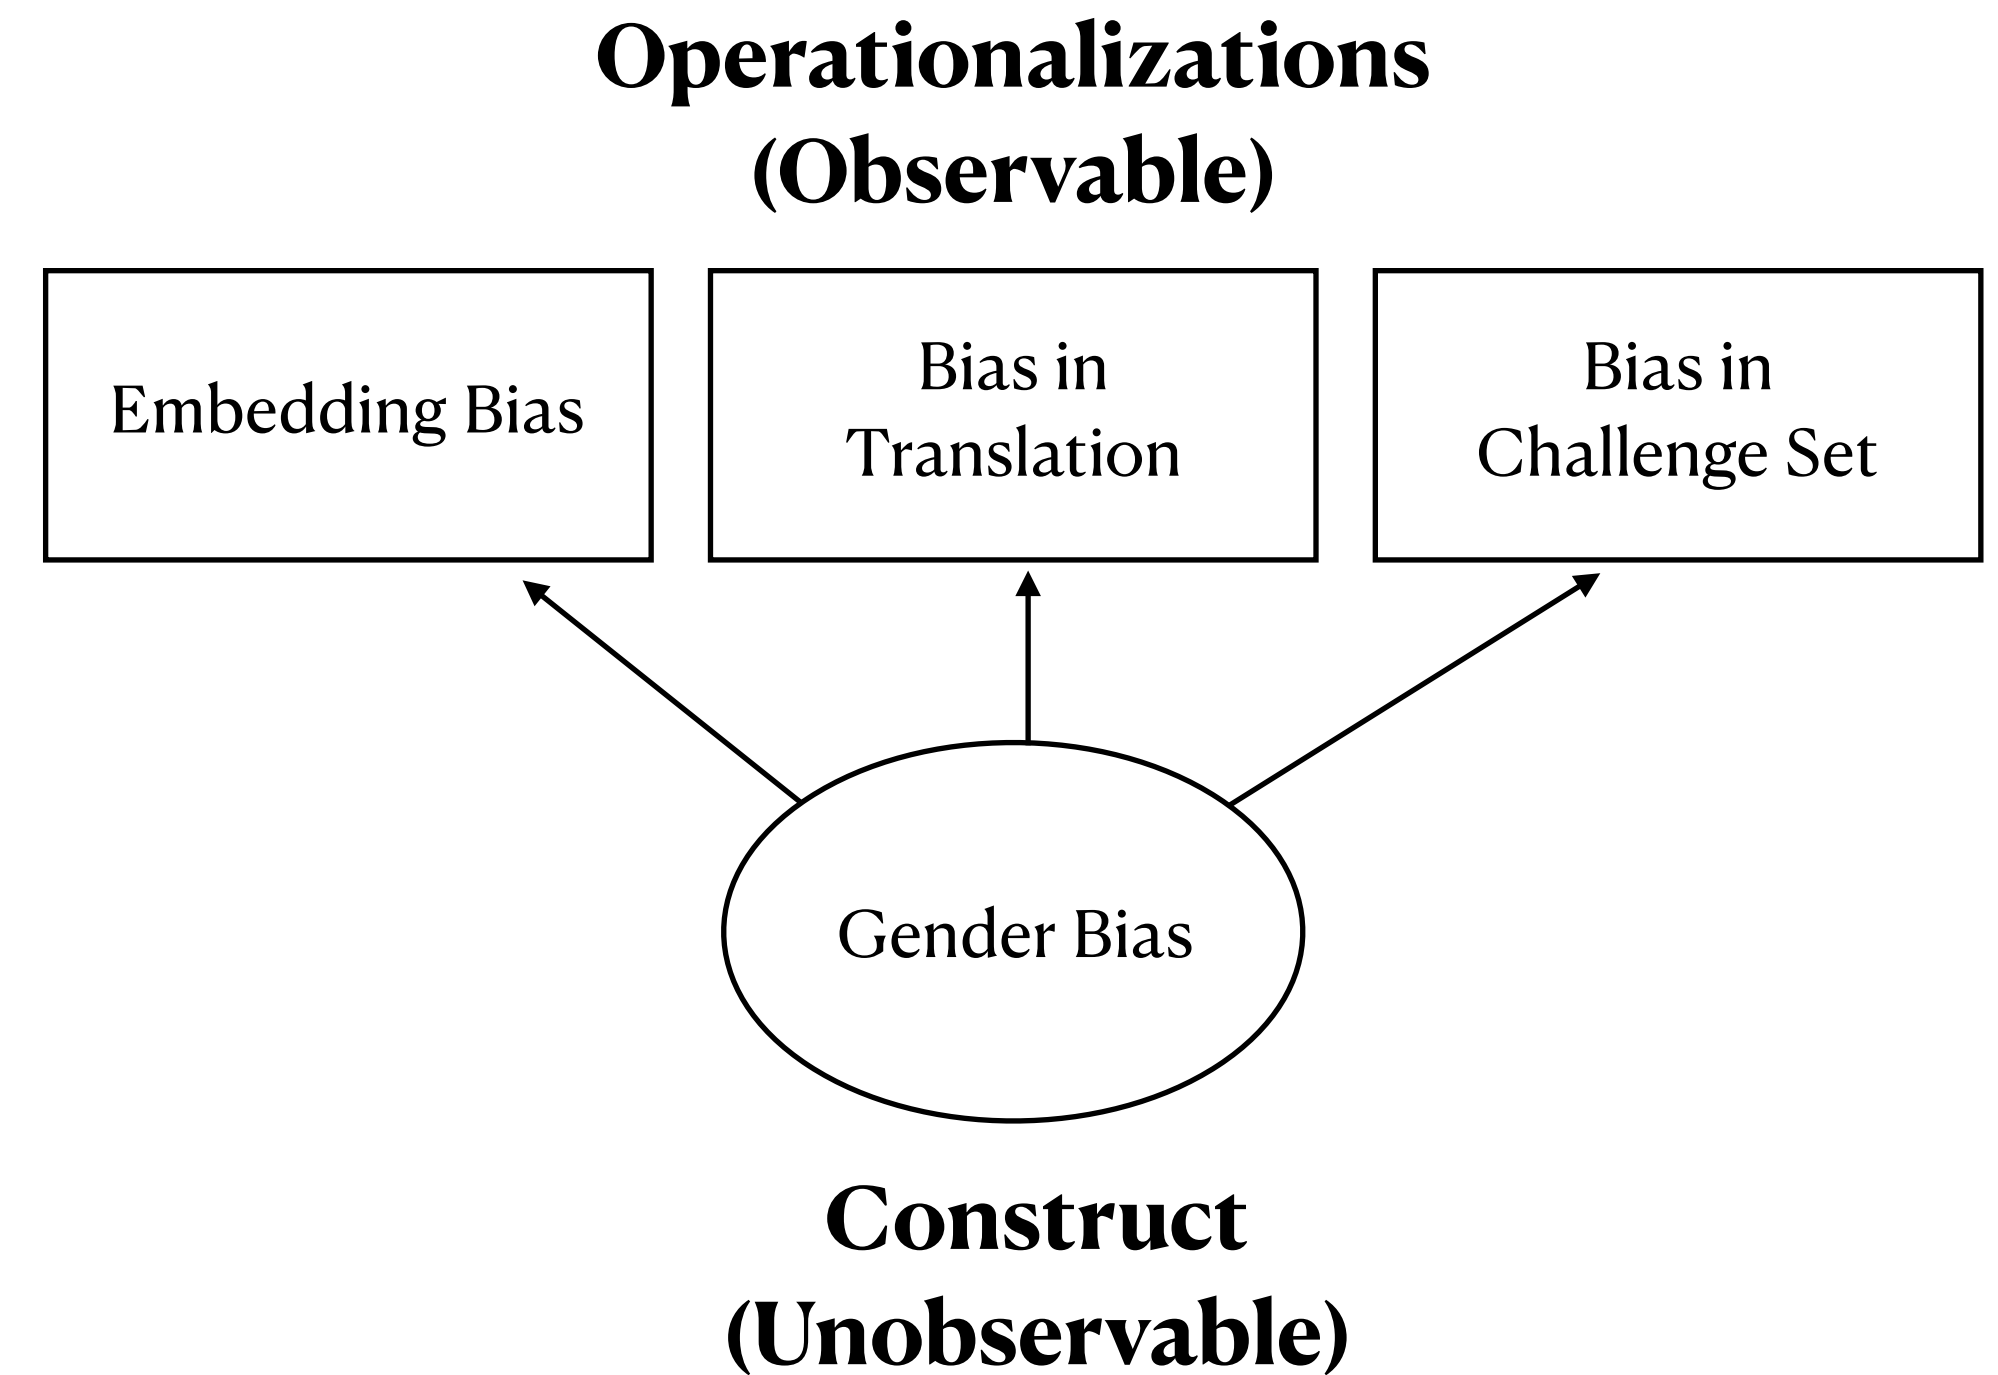 Operationalizations
(Observable)
Embedding Bias
Bias in
Translation
Bias in
Challenge Set
Gender Bias
Construct
(Unobservable)